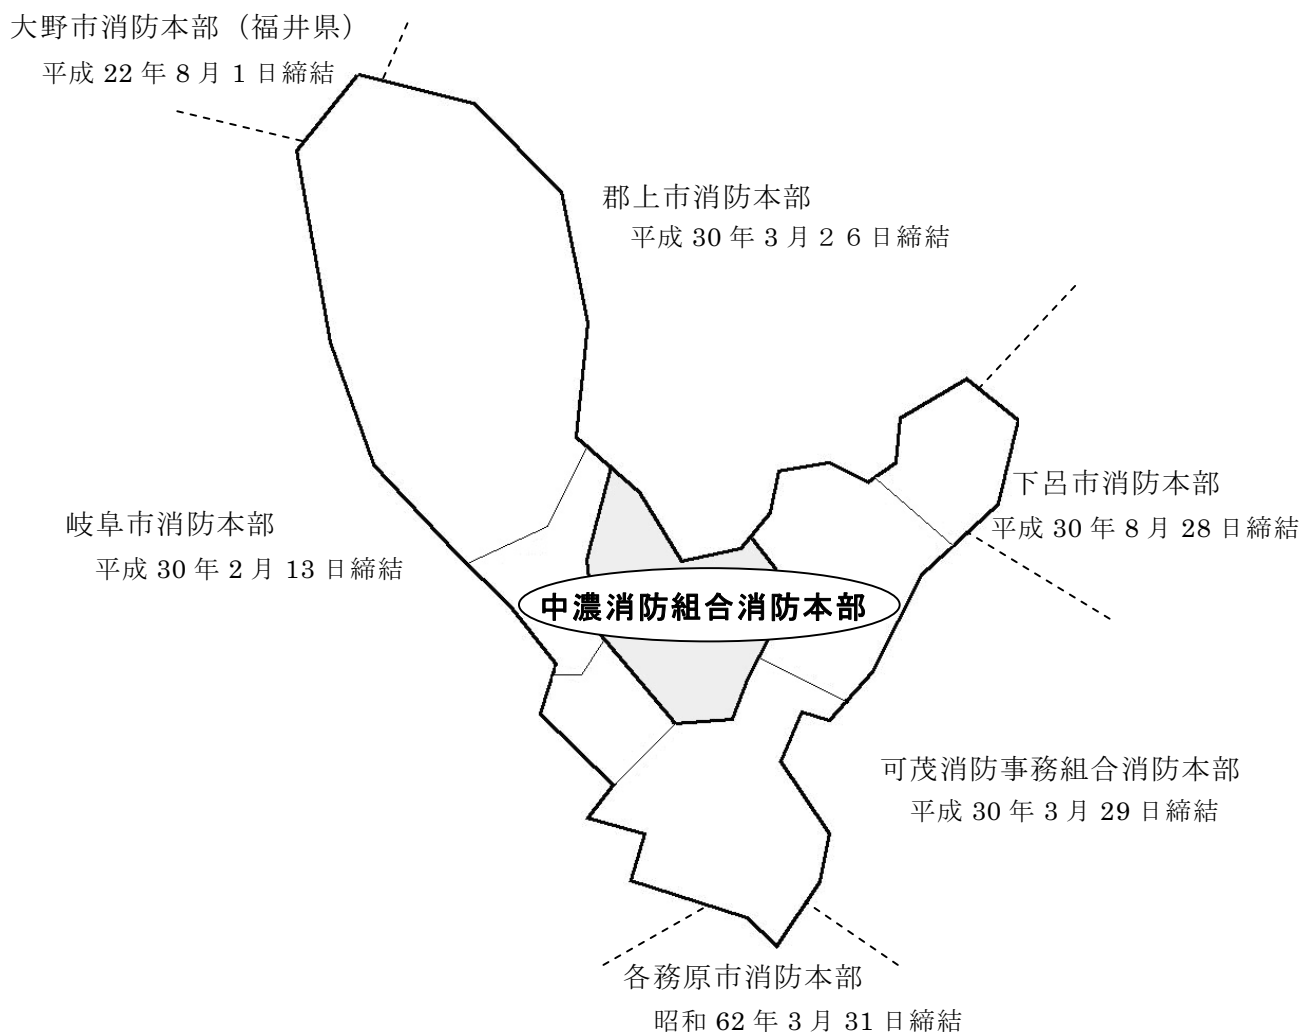 大野市消防本部（福井県）
平成 22 年 8 月 1 日締結
郡上市消防本部
平成 30 年 3 月２６日締結
下呂市消防本部
平成 30 年 8 月 28 日締結
岐阜市消防本部
平成 30 年 2 月 13 日締結
中濃消防組合消防本部
可茂消防事務組合消防本部
平成 30 年 3 月 29 日締結
各務原市消防本部
昭和 62 年 3 月 31 日締結